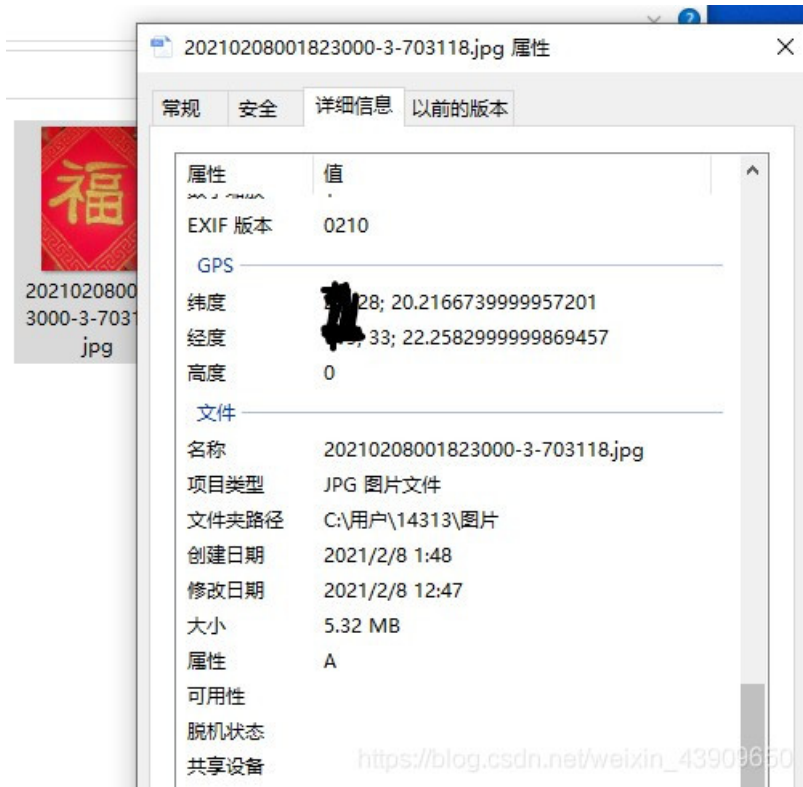 20210208001823000-3-703118.jpg 属性
常规 安全 详细信息 以前的版本
属性 值
EXIF 版本 0210
GPS
纬度 28; 20.2166739999957201
经度 33; 22.2582999999869457
高度 0
文件
名称 20210208001823000-3-703118.jpg
项目类型 JPG 图片文件
文件夹路径 C:\用户\14313\图片
创建日期 2021/2/8 1:48
修改日期 2021/2/8 12:47
大小 5.32 MB
属性 A
可用性
脱机状态
共享设备
福
202102080
3000-3-703
jpg
https://blog.csdn.net/weixin_43909650